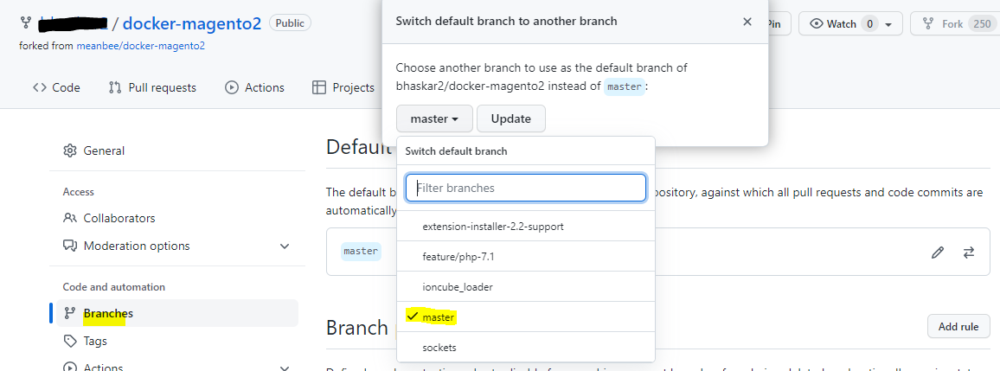 / docker-magento2 Public
forked from meanbee/docker-magento2
Switch default branch to another branch
Pin
Watch 0
Fork 250
Code
Pull requests
Actions
Projects
Choose another branch to use as the default branch of
bhaskar2/docker-magento2 instead of master:
master
Update
Switch default branch
Filter branches
extension-installer-2.2-support
feature/php-7.1
ioncube_loader
master
sockets
General
Access
Collaborators
Moderation options
Code and automation
Branches
Tags
Actions
Default
The default b
pository, against which all pull requests and code commits are
automatically
master
Branch
Add rule